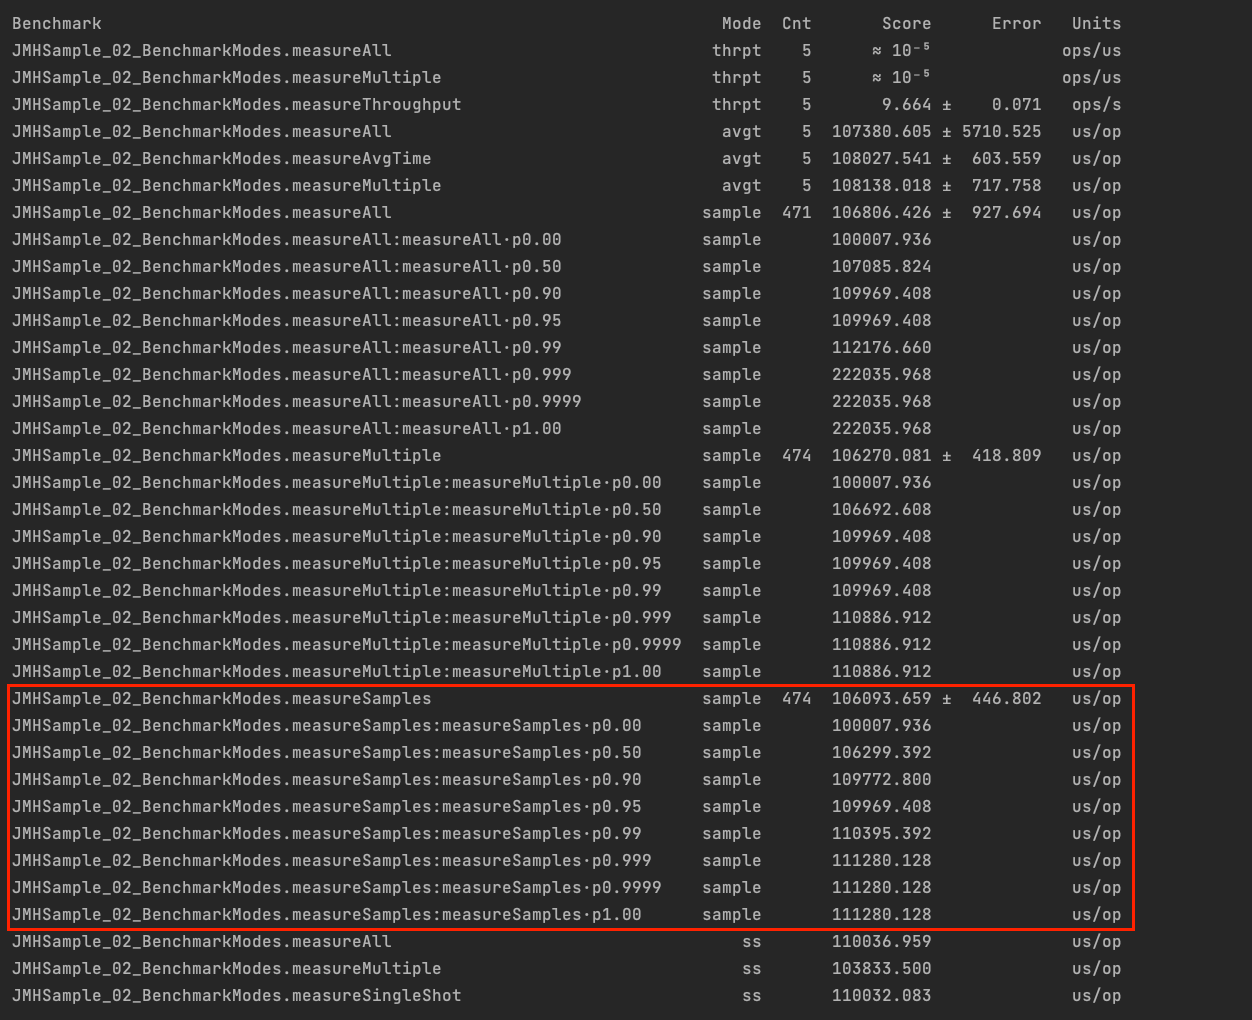 Benchmark Mode Cnt Score Error Units
JMHSample_02_BenchmarkModes.measureAll thrpt 5 ≈ 10⁻⁵ ops/us
JMHSample_02_BenchmarkModes.measureMultiple thrpt 5 ≈ 10⁻⁵ ops/us
JMHSample_02_BenchmarkModes.measureThroughput thrpt 5 9.664 ± 0.071 ops/s
JMHSample_02_BenchmarkModes.measureAll avgt 5 107380.605 ± 5710.525 us/op
JMHSample_02_BenchmarkModes.measureAvgTime avgt 5 108027.541 ± 603.559 us/op
JMHSample_02_BenchmarkModes.measureMultiple avgt 5 108138.018 ± 717.758 us/op
JMHSample_02_BenchmarkModes.measureAll sample 471 106806.426 ± 927.694 us/op
JMHSample_02_BenchmarkModes.measureAll:measureAll·p0.00 sample 100007.936 us/op
JMHSample_02_BenchmarkModes.measureAll:measureAll·p0.50 sample 107085.824 us/op
JMHSample_02_BenchmarkModes.measureAll:measureAll·p0.90 sample 109969.408 us/op
JMHSample_02_BenchmarkModes.measureAll:measureAll·p0.95 sample 109969.408 us/op
JMHSample_02_BenchmarkModes.measureAll:measureAll·p0.99 sample 112176.660 us/op
JMHSample_02_BenchmarkModes.measureAll:measureAll·p0.999 sample 222035.968 us/op
JMHSample_02_BenchmarkModes.measureAll:measureAll·p0.9999 sample 222035.968 us/op
JMHSample_02_BenchmarkModes.measureAll:measureAll·p1.00 sample 222035.968 us/op
JMHSample_02_BenchmarkModes.measureMultiple sample 474 106270.081 ± 418.809 us/op
JMHSample_02_BenchmarkModes.measureMultiple:measureMultiple·p0.00 sample 100007.936 us/op
JMHSample_02_BenchmarkModes.measureMultiple:measureMultiple·p0.50 sample 106692.608 us/op
JMHSample_02_BenchmarkModes.measureMultiple:measureMultiple·p0.90 sample 109969.408 us/op
JMHSample_02_BenchmarkModes.measureMultiple:measureMultiple·p0.95 sample 109969.408 us/op
JMHSample_02_BenchmarkModes.measureMultiple:measureMultiple·p0.99 sample 109969.408 us/op
JMHSample_02_BenchmarkModes.measureMultiple:measureMultiple·p0.999 sample 110886.912 us/op
JMHSample_02_BenchmarkModes.measureMultiple:measureMultiple·p0.9999 sample 110886.912 us/op
JMHSample_02_BenchmarkModes.measureMultiple:measureMultiple·p1.00 sample 110886.912 us/op
JMHSample_02_BenchmarkModes.measureSamples sample 474 106093.659 ± 446.802 us/op
JMHSample_02_BenchmarkModes.measureSamples:measureSamples·p0.00 sample 100007.936 us/op
JMHSample_02_BenchmarkModes.measureSamples:measureSamples·p0.50 sample 106299.392 us/op
JMHSample_02_BenchmarkModes.measureSamples:measureSamples·p0.90 sample 109772.800 us/op
JMHSample_02_BenchmarkModes.measureSamples:measureSamples·p0.95 sample 109969.408 us/op
JMHSample_02_BenchmarkModes.measureSamples:measureSamples·p0.99 sample 110395.392 us/op
JMHSample_02_BenchmarkModes.measureSamples:measureSamples·p0.999 sample 111280.128 us/op
JMHSample_02_BenchmarkModes.measureSamples:measureSamples·p0.9999 sample 111280.128 us/op
JMHSample_02_BenchmarkModes.measureSamples:measureSamples·p1.00 sample 111280.128 us/op
JMHSample_02_BenchmarkModes.measureAll ss 110036.959 us/op
JMHSample_02_BenchmarkModes.measureMultiple ss 103833.500 us/op
JMHSample_02_BenchmarkModes.measureSingleShot ss 110032.083 us/op